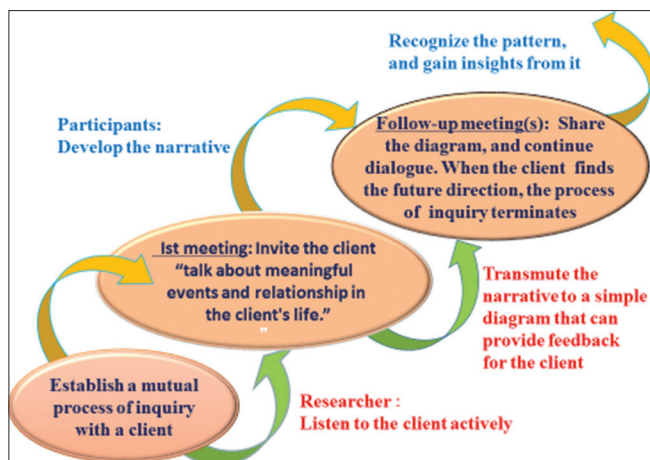 Recognize the pattern,
and gain insights from it
Participants:
Develop the narrative
Follow-up meeting(s): Share
the diagram, and continue
dialogue. When the client finds
the future direction, the process
of inquiry terminates
Ist meeting: Invite the client
“talk about meaningful
events and relationship in
the client's life.”
”
Transmute the
narrative to a simple
diagram that can
provide feedback
for the client
Establish a mutual
process of inquiry
with a client
Researcher :
Listen to the client actively